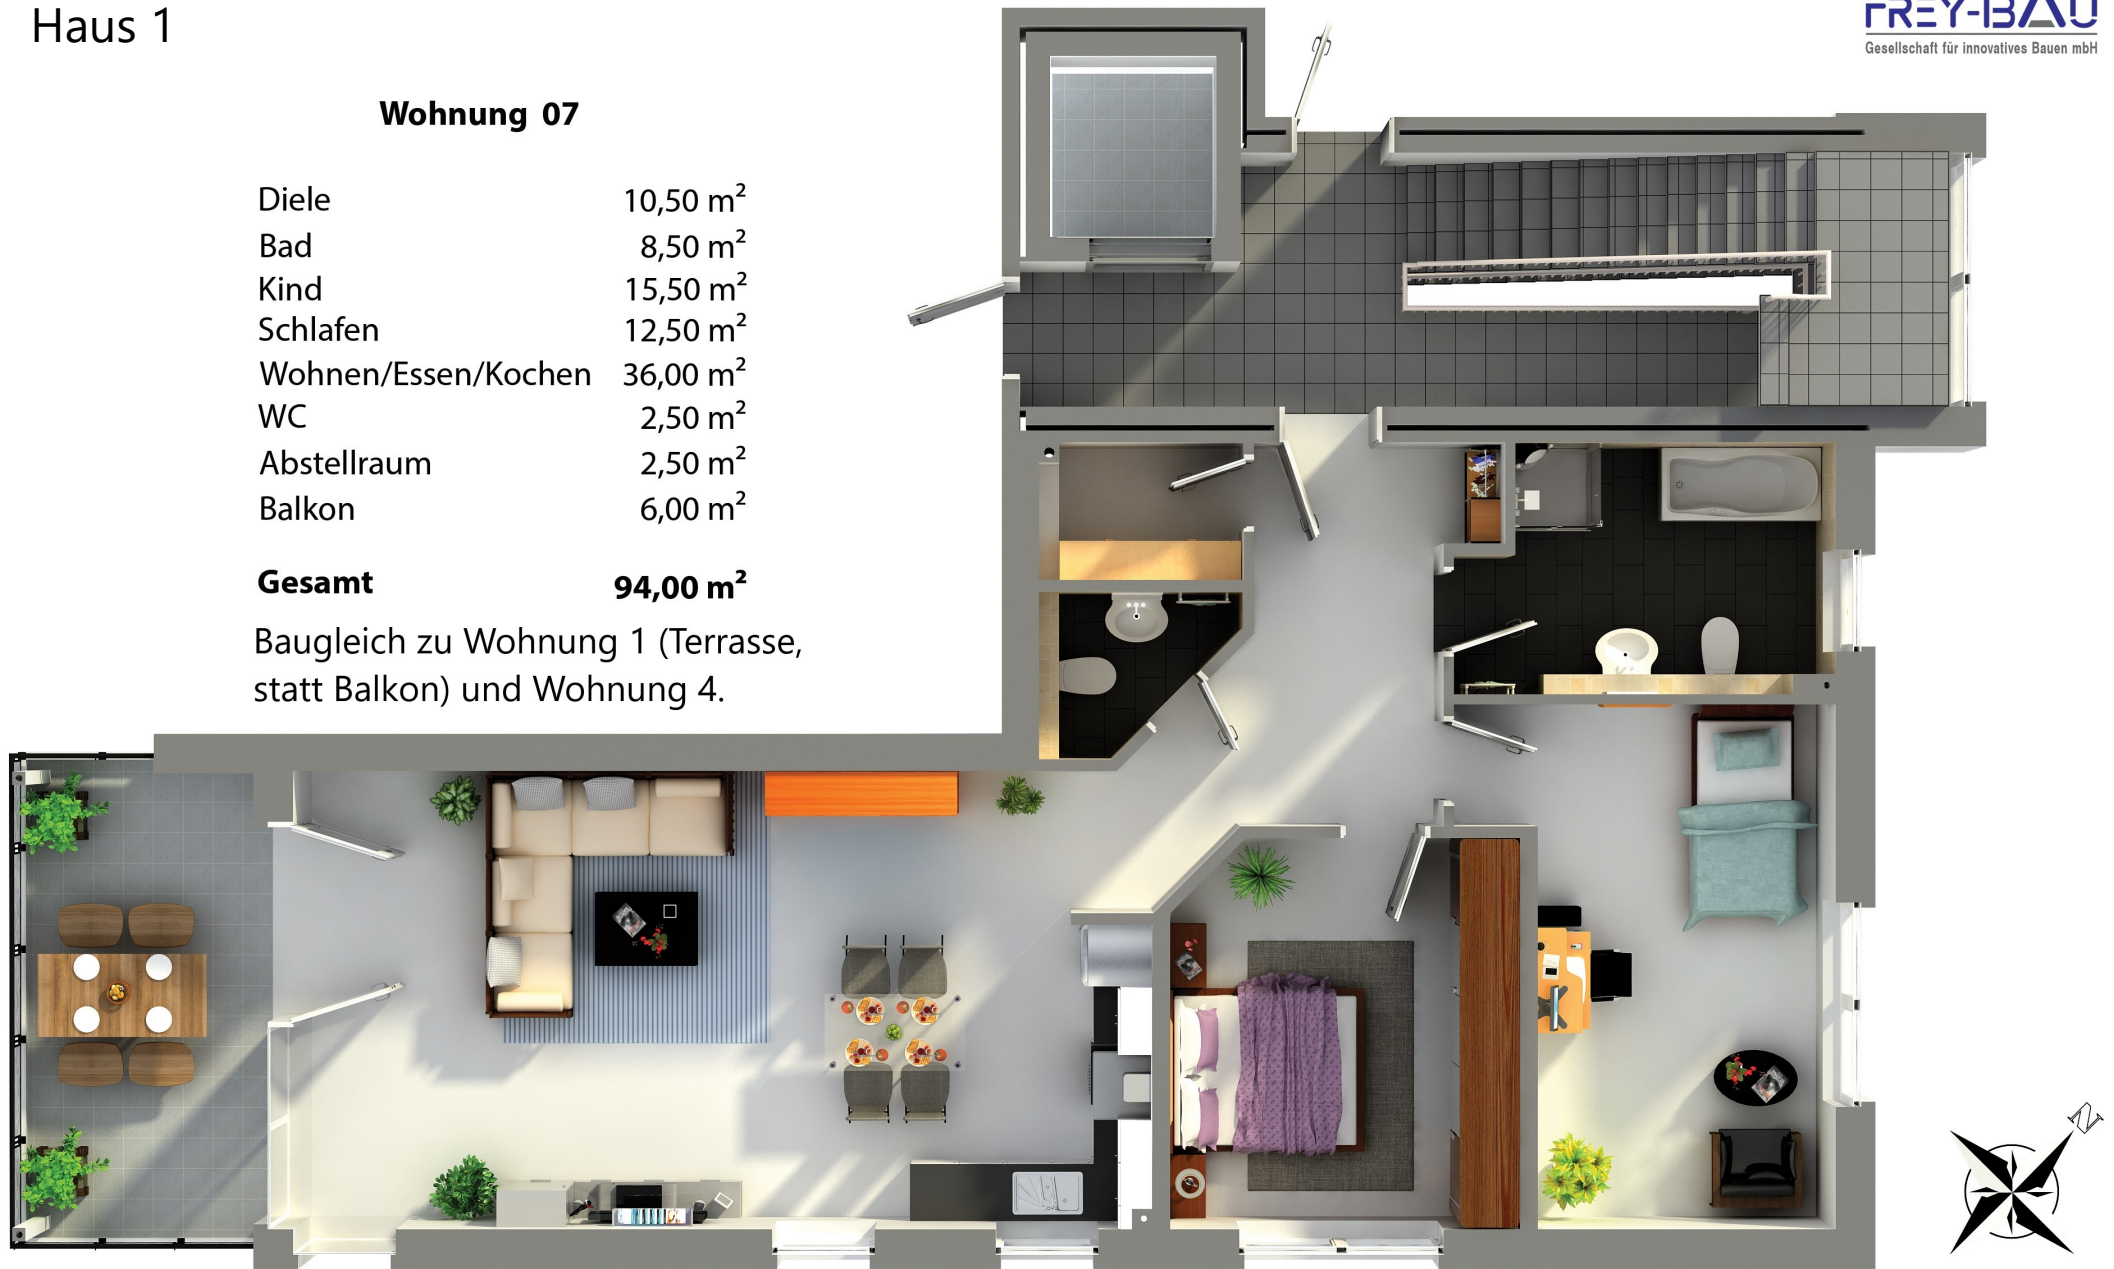 Haus 1
FREY-BAU
Gesellschaft für innovatives Bauen mbH
Wohnung 07
Diele 10,50 m²
Bad 8,50 m²
Kind 15,50 m²
Schlafen 12,50 m²
Wohnen/Essen/Kochen 36,00 m²
WC 2,50 m²
Abstellraum 2,50 m²
Balkon 6,00 m²
Gesamt 94,00 m²
Baugleich zu Wohnung 1 (Terrasse,
statt Balkon) und Wohnung 4.
N